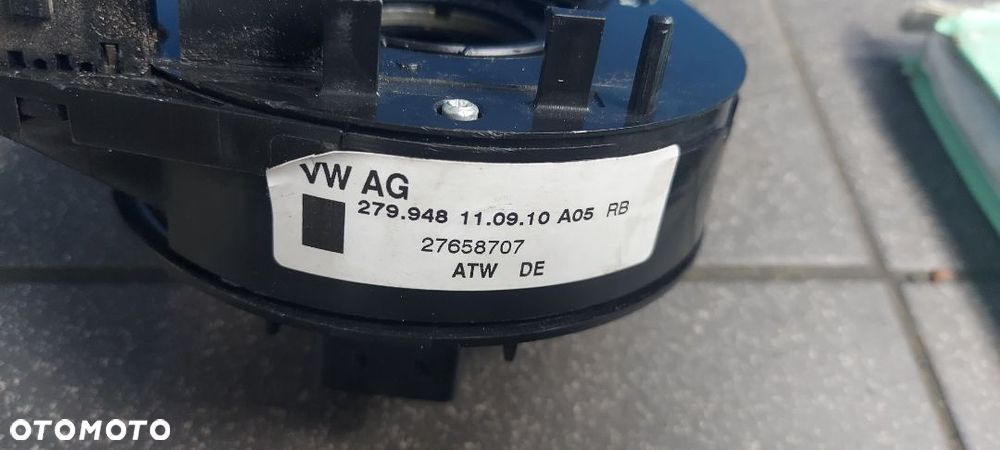 VW AG
279.948 11.09.10 A05 RB
27658707
ATW DE
OTOMOTO